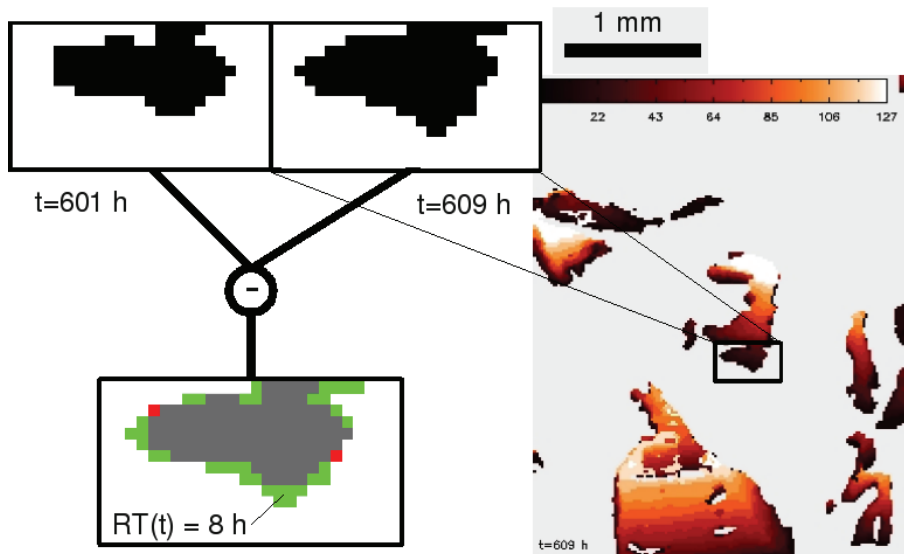 1 mm
22 43 64 85 106 127
t=601 h
t=609 h
-
RT(t) = 8 h
t=609 h